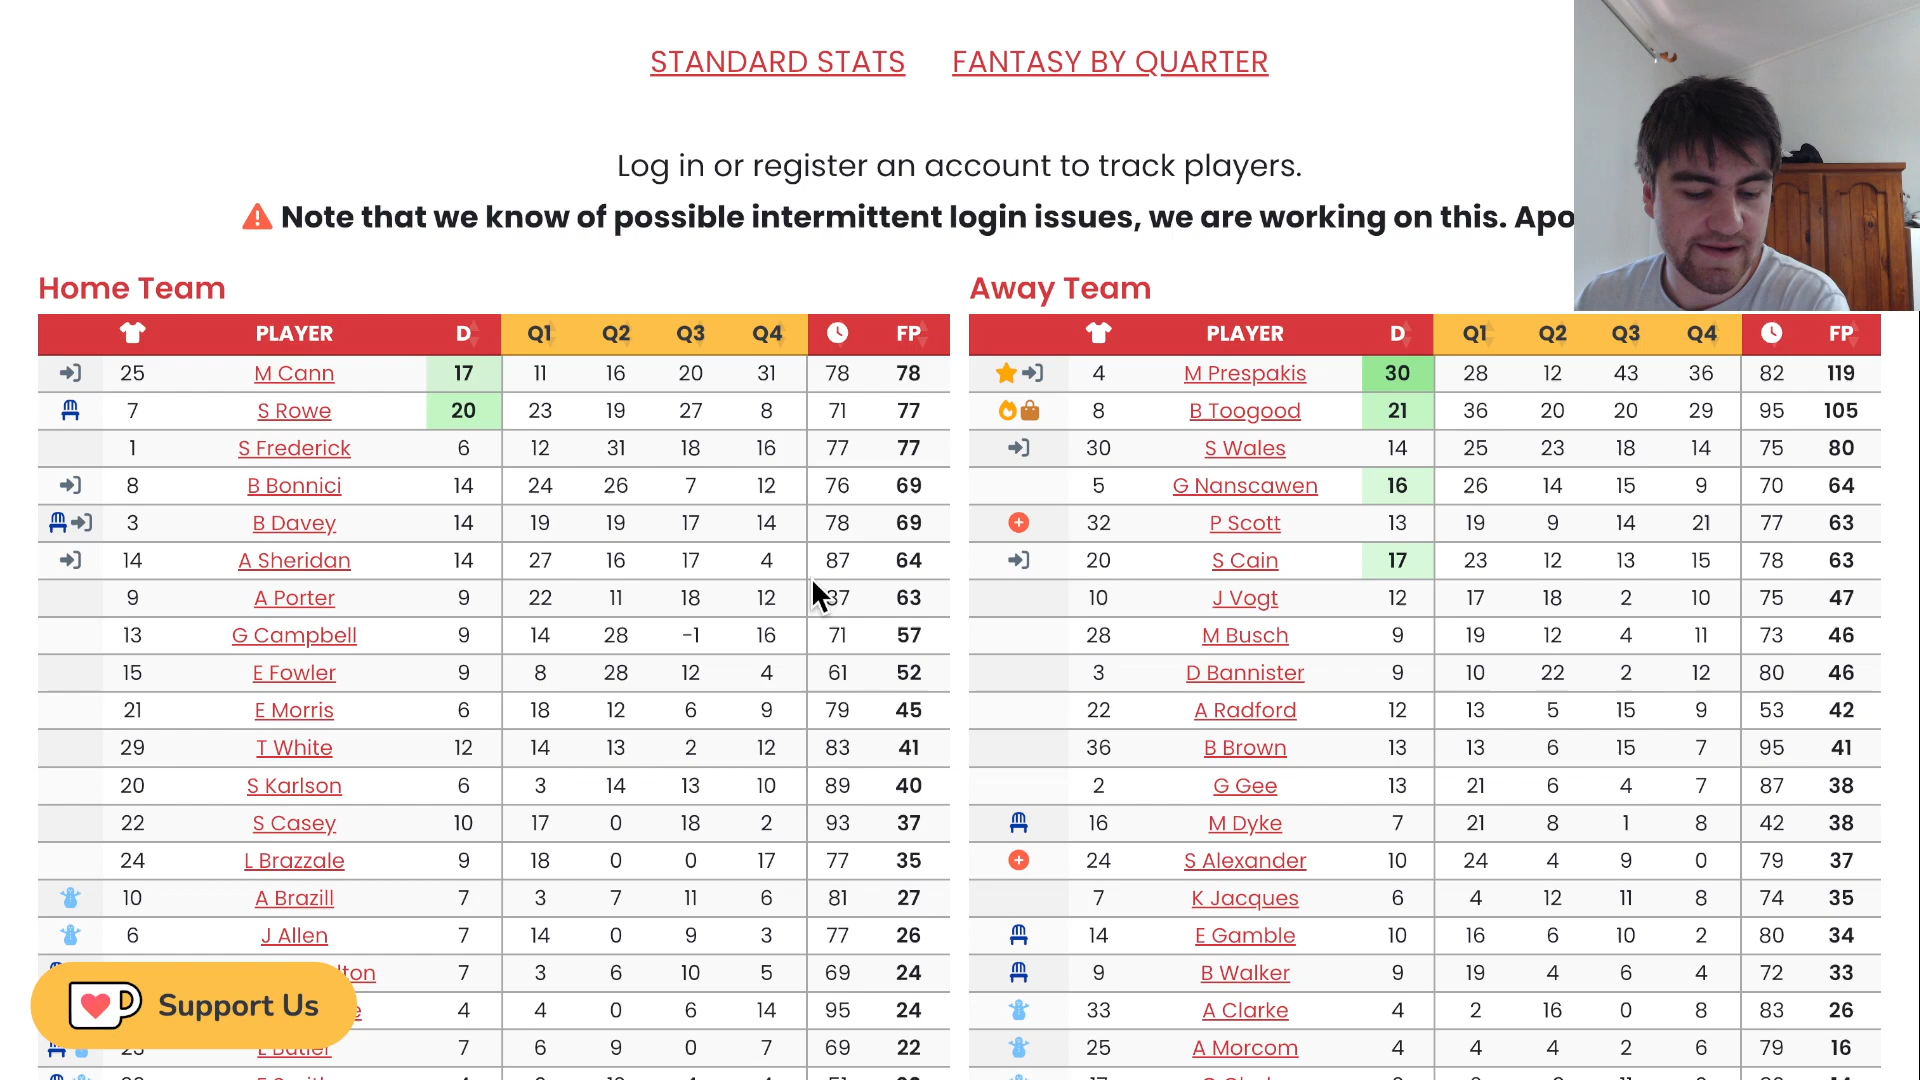 STANDARD STATS FANTASY BY QUARTER
Log in or register an account to track players.
Note that we know of possible intermittent login issues, we are working on this. Apo
Home Team
PLAYER D Q1 Q2 Q3 Q4 FP
25 M Cann 17 11 16 20 31 78 78
7 S Rowe 20 23 19 27 8 71 77
1 S Frederick 6 12 31 18 16 77 77
8 B Bonnici 14 24 26 7 12 76 69
3 B Davey 14 19 19 17 14 78 69
14 A Sheridan 14 27 16 17 4 87 64
9 A Porter 9 22 11 18 12 37 63
13 G Campbell 9 14 28 -1 16 71 57
15 E Fowler 9 8 28 12 4 61 52
21 E Morris 6 18 12 6 9 79 45
29 T White 12 14 13 2 12 83 41
20 S Karlson 6 3 14 13 10 89 40
22 S Casey 10 17 0 18 2 93 37
24 L Brazzale 9 18 0 0 17 77 35
10 A Brazill 7 3 7 11 6 81 27
6 J Allen 7 14 0 9 3 77 26
lton 7 3 6 10 5 69 24
e 4 4 0 6 14 95 24
7 6 9 0 7 69 22
Support Us
Away Team
PLAYER D Q1 Q2 Q3 Q4 FP
4 M Prespakis 30 28 12 43 36 82 119
8 B Toogood 21 36 20 20 29 95 105
30 S Wales 14 25 23 18 14 75 80
5 G Nanscawen 16 26 14 15 9 70 64
32 P Scott 13 19 9 14 21 77 63
20 S Cain 17 23 12 13 15 78 63
10 J Vogt 12 17 18 2 10 75 47
28 M Busch 9 19 12 4 11 73 46
3 D Bannister 9 10 22 2 12 80 46
22 A Radford 12 13 5 15 9 53 42
36 B Brown 13 13 6 15 7 95 41
2 G Gee 13 21 6 4 7 87 38
16 M Dyke 7 21 8 1 8 42 38
24 S Alexander 10 24 4 9 0 79 37
7 K Jacques 6 4 12 11 8 74 35
14 E Gamble 10 16 6 10 2 80 34
9 B Walker 9 19 4 6 4 72 33
33 A Clarke 4 2 16 0 8 83 26
25 A Morcom 4 4 4 2 6 79 16